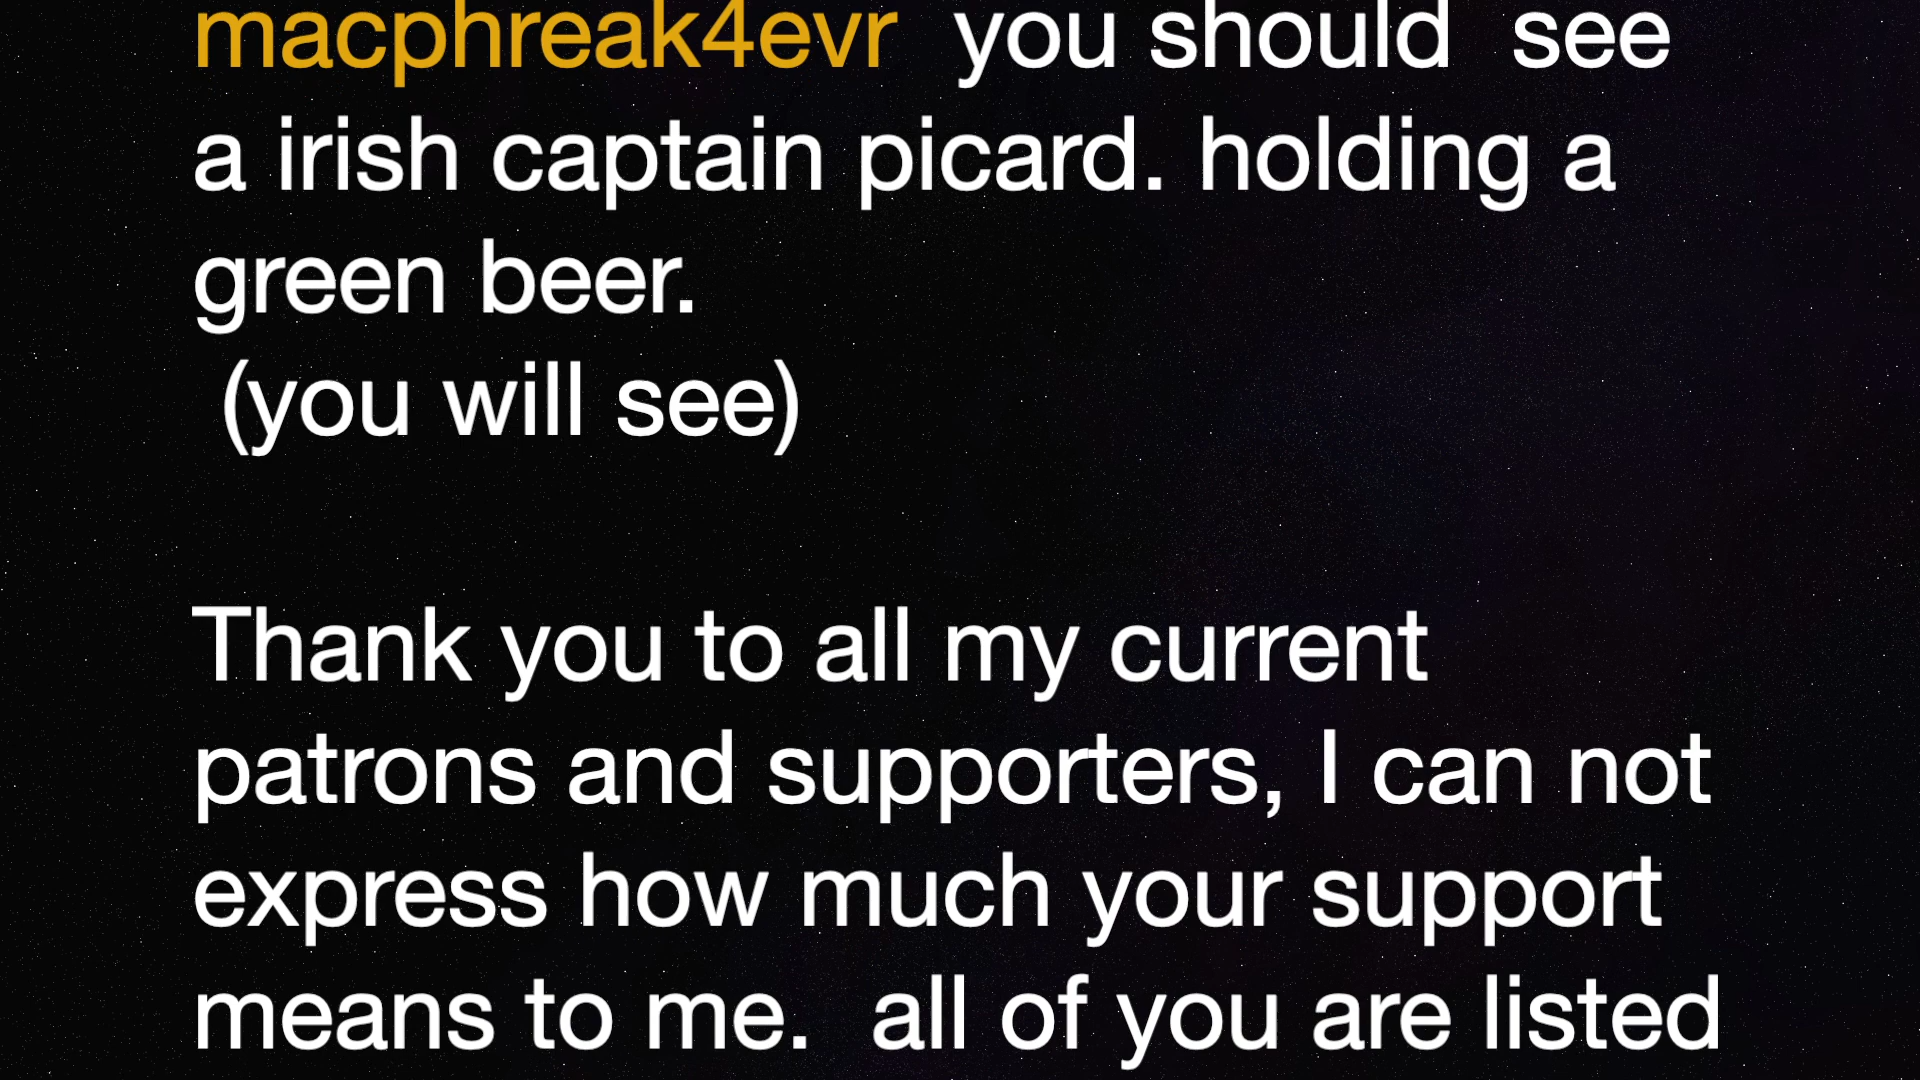 macphreak4evr  you should  see
a irish captain picard. holding a
green beer.
(you will see)
Thank you to all my current
patrons and supporters, I can not
express how much your support
means to me.  all of you are listed